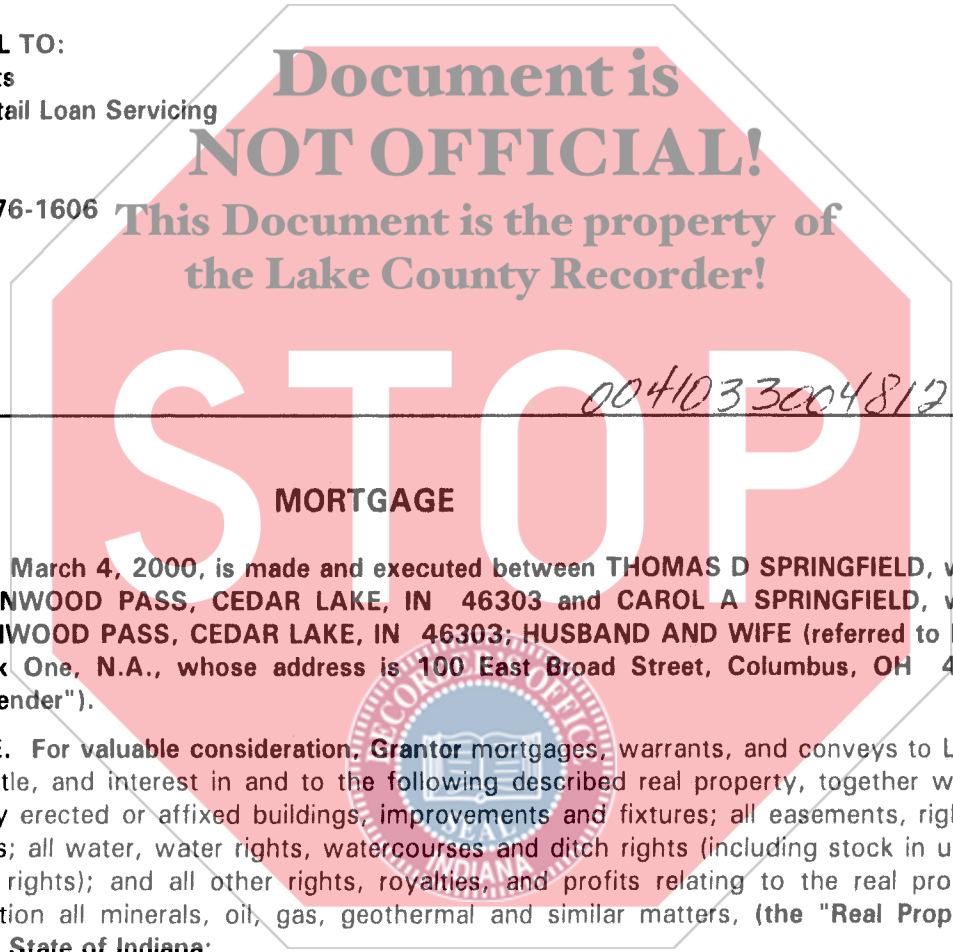 L TO:
ts
tail Loan Servicing
76-1606
Document is
NOT OFFICIAL!
This Document is the property of
the Lake County Recorder!
STOP
0041033004812
MORTGAGE
March 4, 2000, is made and executed between THOMAS D SPRINGFIELD, w
NWOOD PASS, CEDAR LAKE, IN 46303 and CAROL A SPRINGFIELD, w
WOOD PASS, CEDAR LAKE, IN 46303; HUSBAND AND WIFE (referred to
k One, N.A., whose address is 100 East Broad Street, Columbus, OH 4
ender").
E. For valuable consideration, Grantor mortgages, warrants, and conveys to L
tle, and interest in and to the following described real property, together w
y erected or affixed buildings, improvements and fixtures; all easements, rig
s; all water, water rights, watercourses and ditch rights (including stock in u
rights); and all other rights, royalties, and profits relating to the real pro
tion all minerals, oil, gas, geothermal and similar matters, (the "Real Prop
State of Indiana:
RECORDER'S OFFICE
SEAL
INDIANA